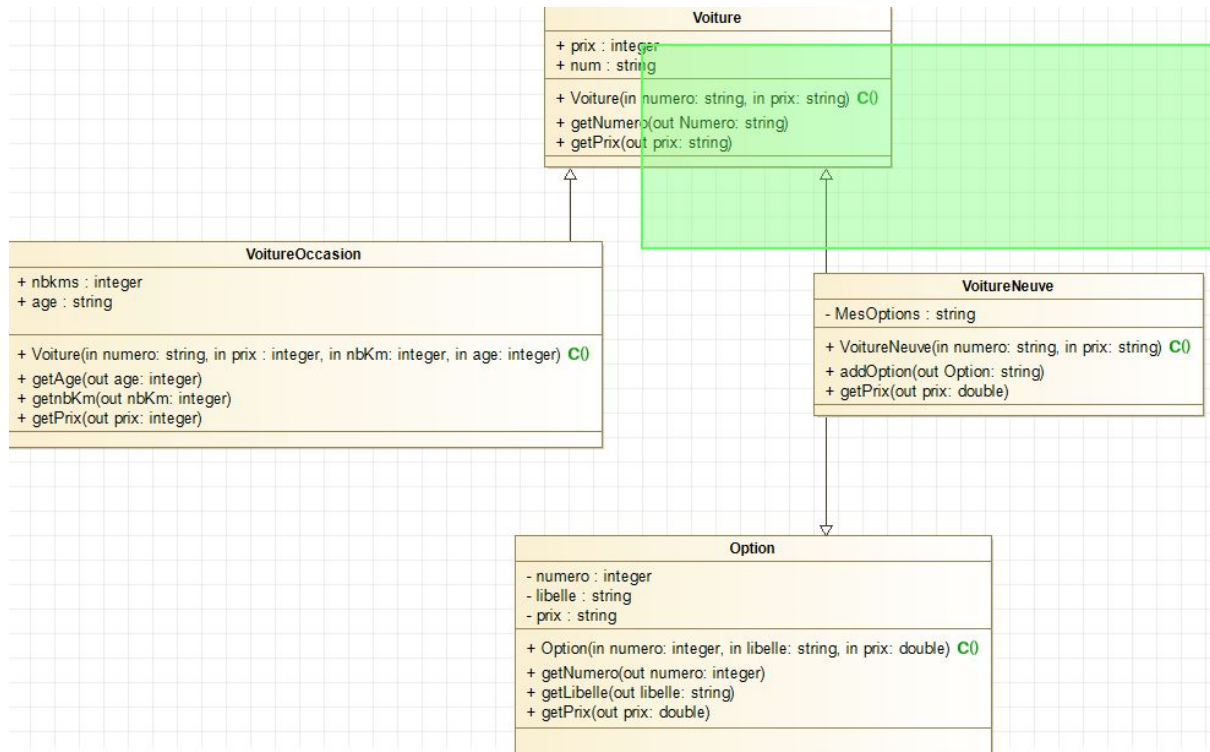 Voiture
+ prix : integer
+ num : string
+ Voiture(in numero: string, in prix: string) C()
+ getNumero(out Numero: string)
+ getPrix(out prix: string)
VoitureOccasion
+ nbkms : integer
+ age : string
+ Voiture(in numero: string, in prix : integer, in nbKm: integer, in age: integer) C()
+ getAge(out age: integer)
+ getnbKm(out nbKm: integer)
+ getPrix(out prix: integer)
VoitureNeuve
- MesOptions : string
+ VoitureNeuve(in numero: string, in prix: string) C()
+ addOption(out Option: string)
+ getPrix(out prix: double)
Option
- numero : integer
- libelle : string
- prix : string
+ Option(in numero: integer, in libelle: string, in prix: double) C()
+ getNumero(out numero: integer)
+ getLibelle(out libelle: string)
+ getPrix(out prix: double)